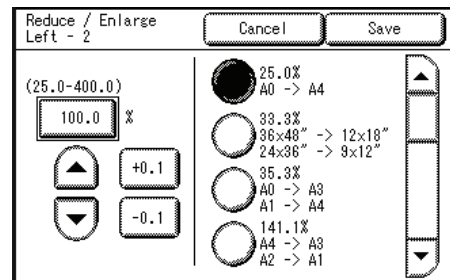 Reduce / Enlarge
Left - 2
Cancel
Save
(25.0-400.0)
100.0 %
+0.1
-0.1
25.0%
A0 -> A4
33.3%
36x48" -> 12x18"
24x36" -> 9x12"
35.3%
A0 -> A3
A1 -> A4
141.1%
A4 -> A3
A2 -> A1